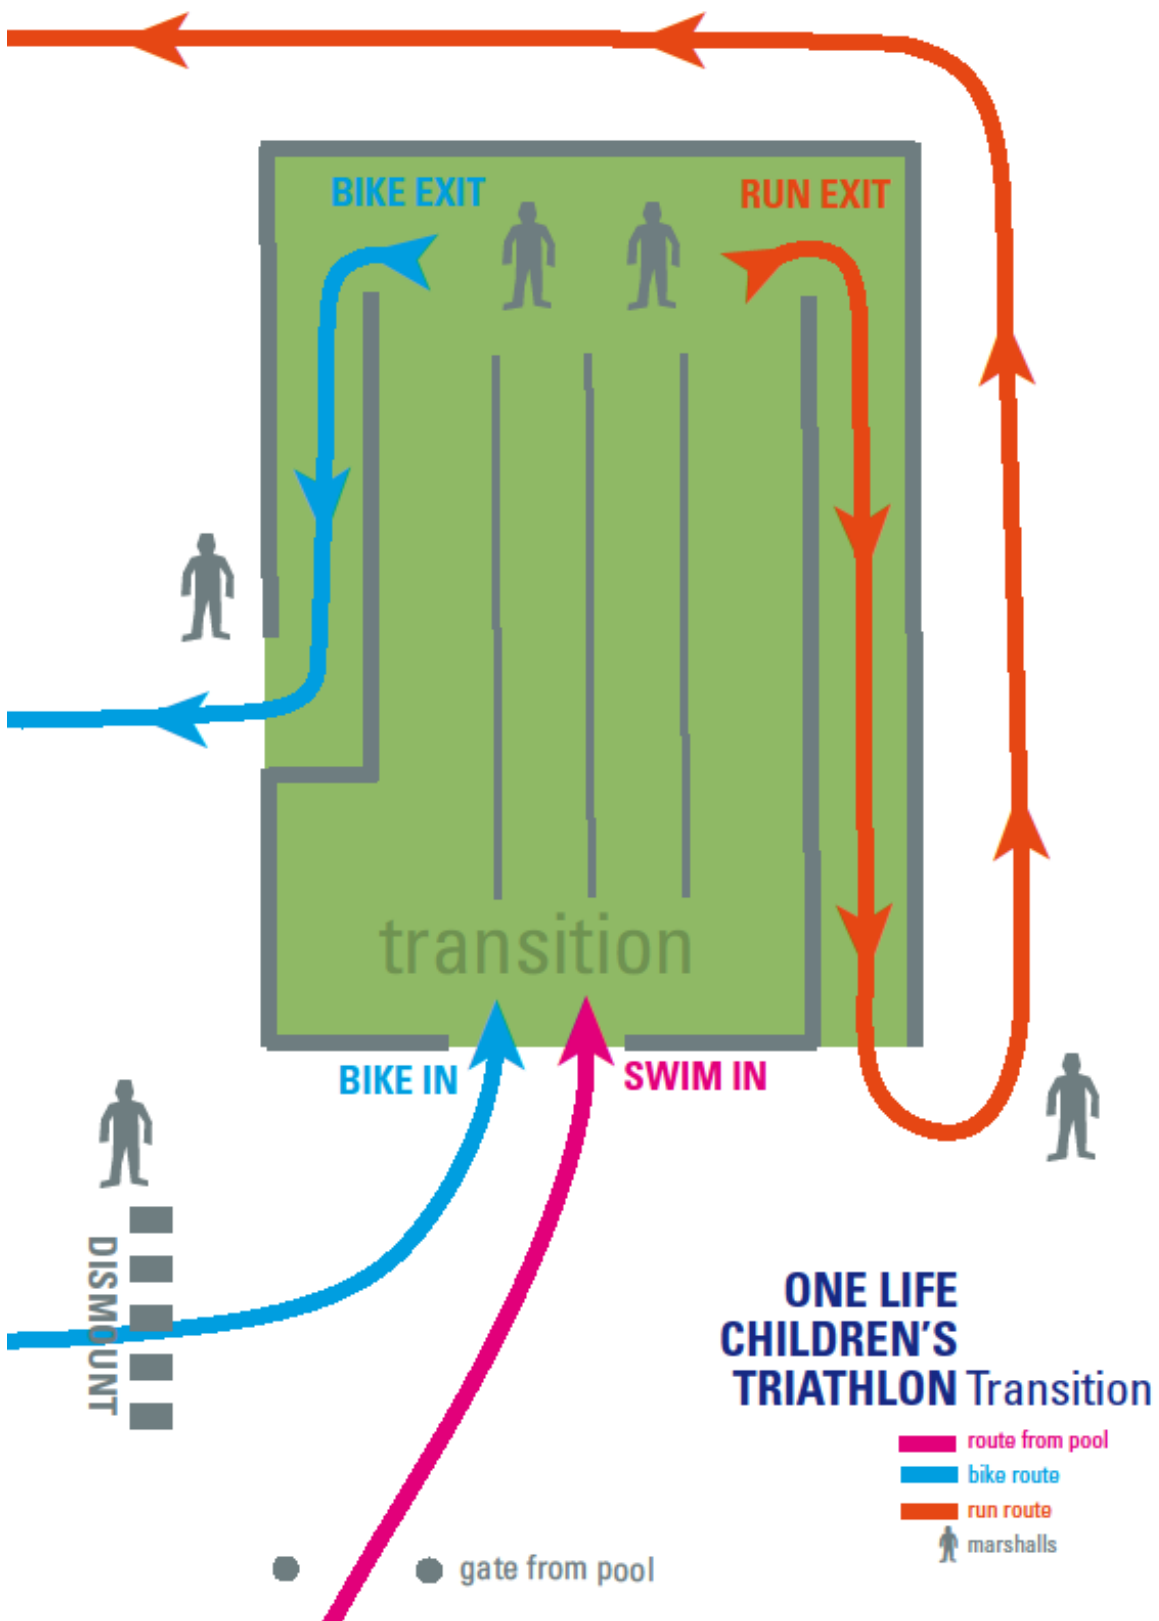 BIKE EXIT
RUN EXIT
transition
BIKE IN
SWIM IN
DISMOUNT
ONE LIFE
CHILDREN'S
TRIATHLON Transition
route from pool
bike route
run route
marshalls
gate from pool